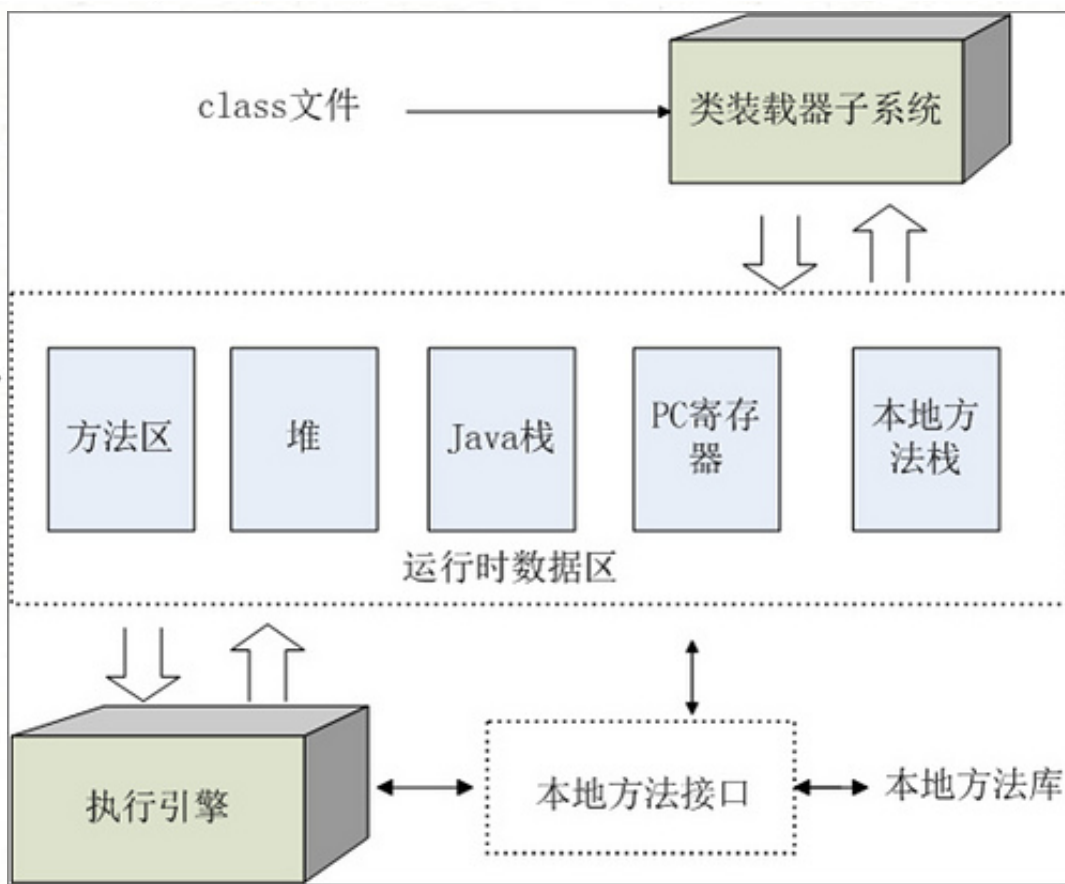 class文件
类装载器子系统
方法区
堆
Java栈
PC寄存
器
本地方
法栈
运行时数据区
执行引擎
本地方法接口
本地方法库